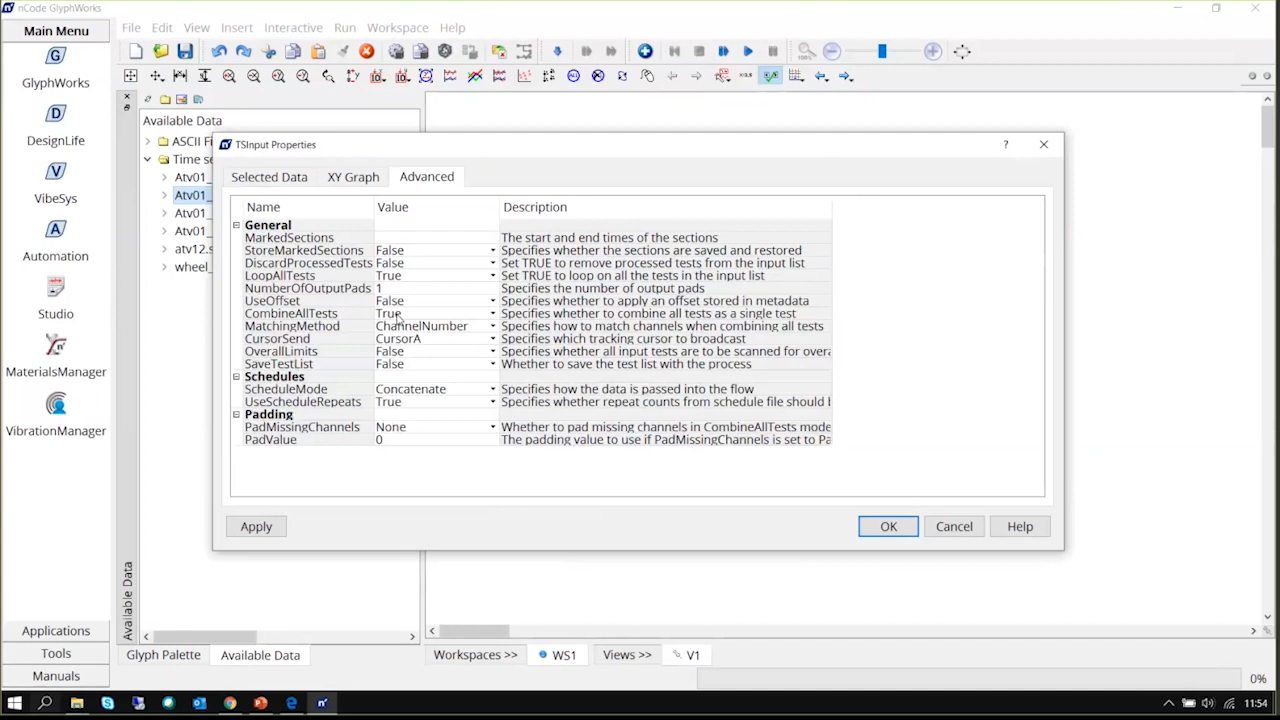 nCode GlyphWorks
Main Menu
File Edit View Insert Interactive Run Workspace Help
GlyphWorks
DesignLife
VibeSys
Automation
Studio
MaterialsManager
VibrationManager
Applications
Tools
Manuals
Available Data
ASCII Fi
Time se
Atv01_
Atv01_
Atv01_
Atv01_
atv12.s
wheel_
Available Data
TSInput Properties
Selected Data XY Graph Advanced
Name Value Description
General
MarkedSections The start and end times of the sections
StoreMarkedSections False Specifies whether the sections are saved and restored
DiscardProcessedTests False Set TRUE to remove processed tests from the input list
LoopAllTests True Set TRUE to loop on all the tests in the input list
NumberOfOutputPads 1 Specifies the number of output pads
UseOffset False Specifies whether to apply an offset stored in metadata
CombineAllTests True Specifies whether to combine all tests as a single test
MatchingMethod ChannelNumber Specifies how to match channels when combining all tests
CursorSend CursorA Specifies which tracking cursor to broadcast
OverallLimits False Specifies whether all input tests are to be scanned for overa
SaveTestList False Whether to save the test list with the process
Schedules
ScheduleMode Concatenate Specifies how the data is passed into the flow
UseScheduleRepeats True Specifies whether repeat counts from schedule file should b
Padding
PadMissingChannels None Whether to pad missing channels in CombineAllTests mode
PadValue 0 The padding value to use if PadMissingChannels is set to Pa
Apply OK Cancel Help
Glyph Palette Available Data Workspaces >> WS1 Views >> V1
0%
11:54